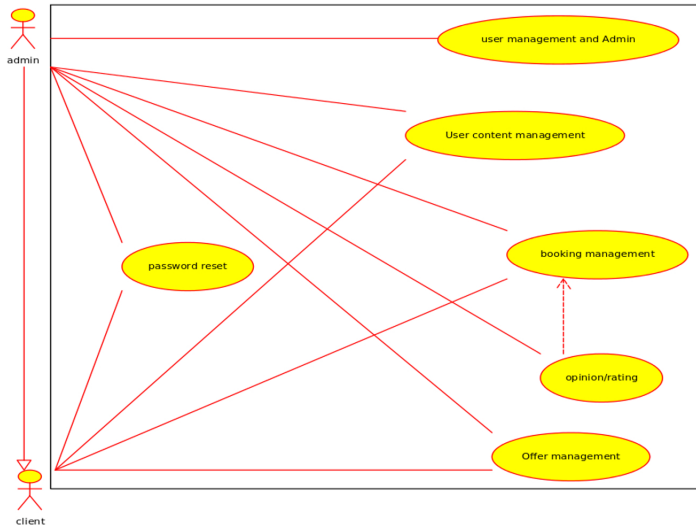 user management and Admin
admin
User content management
booking management
password reset
opinion/rating
Offer management
client